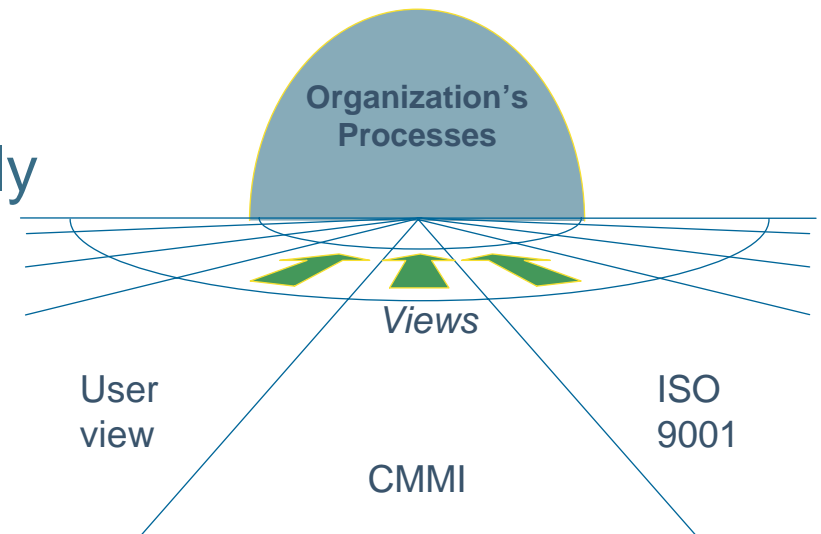 Organization's
Processes
Views
User
view
ISO
9001
CMMI